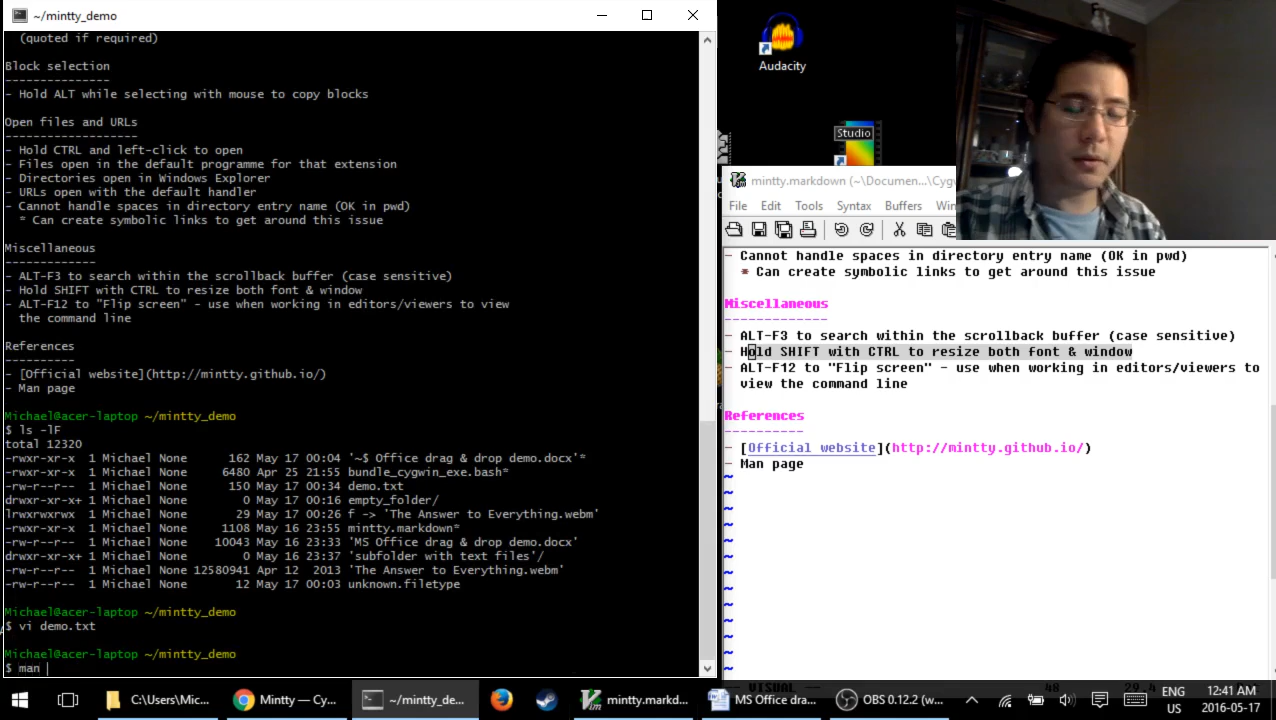 ~/mintty_demo
(quoted if required)
Block selection
---------------
- Hold ALT while selecting with mouse to copy blocks
Open files and URLs
-------------------
- Hold CTRL and left-click to open
- Files open in the default programme for that extension
- Directories open in Windows Explorer
- URLs open with the default handler
- Cannot handle spaces in directory entry name (OK in pwd)
* Can create symbolic links to get around this issue
Miscellaneous
-------------
- ALT-F3 to search within the scrollback buffer (case sensitive)
- Hold SHIFT with CTRL to resize both font & window
- ALT-F12 to "Flip screen" - use when working in editors/viewers to view
the command line
References
----------
- [Official website](http://mintty.github.io/)
- Man page
Michael@acer-laptop ~/mintty_demo
$ ls -lF
total 12320
-rwxr-xr-x 1 Michael None 162 May 17 00:04 '~$ Office drag & drop demo.docx'*
-rwxr-xr-x 1 Michael None 6480 Apr 25 21:55 bundle_cygwin_exe.bash*
-rw-r--r-- 1 Michael None 150 May 17 00:34 demo.txt
drwxr-xr-x+ 1 Michael None 0 May 17 00:16 empty_folder/
lrwxrwxrwx 1 Michael None 29 May 17 00:26 f -> 'The Answer to Everything.webm'
-rwxr-xr-x 1 Michael None 1108 May 16 23:55 mintty.markdown*
-rw-r--r-- 1 Michael None 10043 May 16 23:33 'MS Office drag & drop demo.docx'
drwxr-xr-x+ 1 Michael None 0 May 16 23:37 'subfolder with text files'/
-rw-r--r-- 1 Michael None 12580941 Apr 12 2013 'The Answer to Everything.webm'
-rw-r--r-- 1 Michael None 12 May 17 00:03 unknown.filetype
Michael@acer-laptop ~/mintty_demo
$ vi demo.txt
Michael@acer-laptop ~/mintty_demo
$ man
Audacity
Studio
mintty.markdown (~\Documen...\Cyg
File Edit Tools Syntax Buffers Win
- Cannot handle spaces in directory entry name (OK in pwd)
* Can create symbolic links to get around this issue
Miscellaneous
-------------
- ALT-F3 to search within the scrollback buffer (case sensitive)
- Hold SHIFT with CTRL to resize both font & window
- ALT-F12 to "Flip screen" - use when working in editors/viewers to
view the command line
References
----------
- [Official website](http://mintty.github.io/)
- Man page
~
~
~
~
~
~
~
~
~
~
~
~
~
-- VISUAL --
C:\Users\Mic...
Mintty — Cy...
~/mintty_de...
mintty.markd...
MS Office dra...
OBS 0.12.2 (w...
ENG
US
12:41 AM
2016-05-17